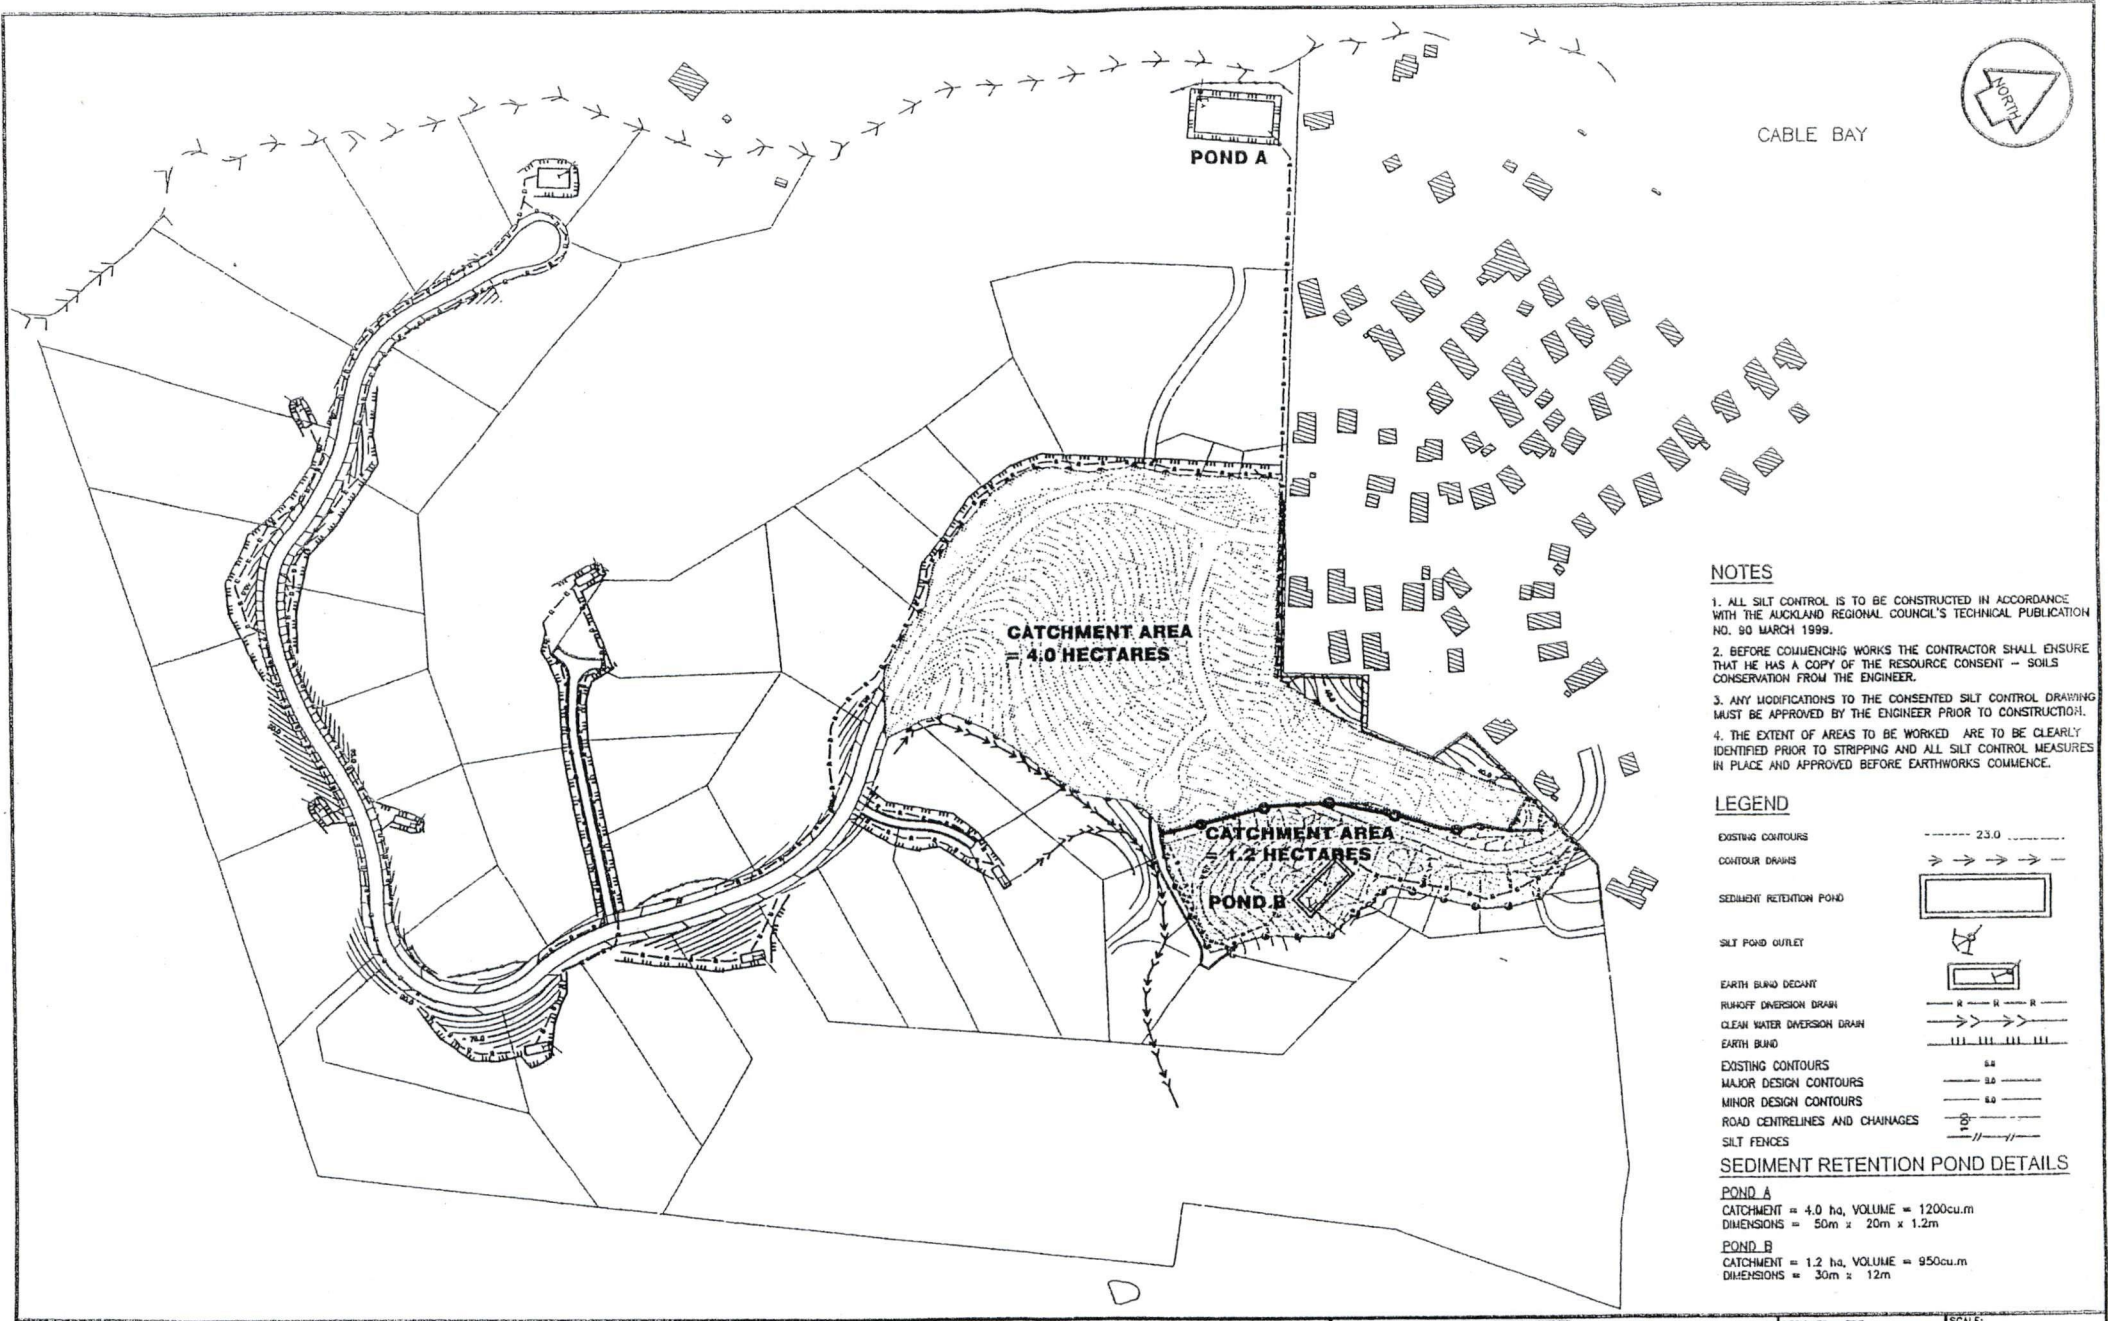 NORTH
CABLE BAY
POND A
CATCHMENT AREA
= 4.0 HECTARES
CATCHMENT AREA
= 1.2 HECTARES
POND B
NOTES
1. ALL SILT CONTROL IS TO BE CONSTRUCTED IN ACCORDANCE
WITH THE AUCKLAND REGIONAL COUNCIL'S TECHNICAL PUBLICATION
NO. 90 MARCH 1999.
2. BEFORE COMMENCING WORKS THE CONTRACTOR SHALL ENSURE
THAT HE HAS A COPY OF THE RESOURCE CONSENT – SOILS
CONSERVATION FROM THE ENGINEER.
3. ANY MODIFICATIONS TO THE CONSENTED SILT CONTROL DRAWING
MUST BE APPROVED BY THE ENGINEER PRIOR TO CONSTRUCTION.
4. THE EXTENT OF AREAS TO BE WORKED ARE TO BE CLEARLY
IDENTIFIED PRIOR TO STRIPPING AND ALL SILT CONTROL MEASURES
IN PLACE AND APPROVED BEFORE EARTHWORKS COMMENCE.
LEGEND
EXISTING CONTOURS 23.0
CONTOUR DRAINS
SEDIMENT RETENTION POND
SILT POND OUTLET
EARTH BUND DECANT
RUNOFF DIVERSION DRAIN R R R
CLEAN WATER DIVERSION DRAIN
EARTH BUND
EXISTING CONTOURS
MAJOR DESIGN CONTOURS
MINOR DESIGN CONTOURS
ROAD CENTRELINES AND CHAINAGES 100
SILT FENCES
SEDIMENT RETENTION POND DETAILS
POND A
CATCHMENT = 4.0 ha, VOLUME = 1200cu.m
DIMENSIONS = 50m x 20m x 1.2m
POND B
CATCHMENT = 1.2 ha, VOLUME = 950cu.m
DIMENSIONS = 30m x 12m
SCALE: